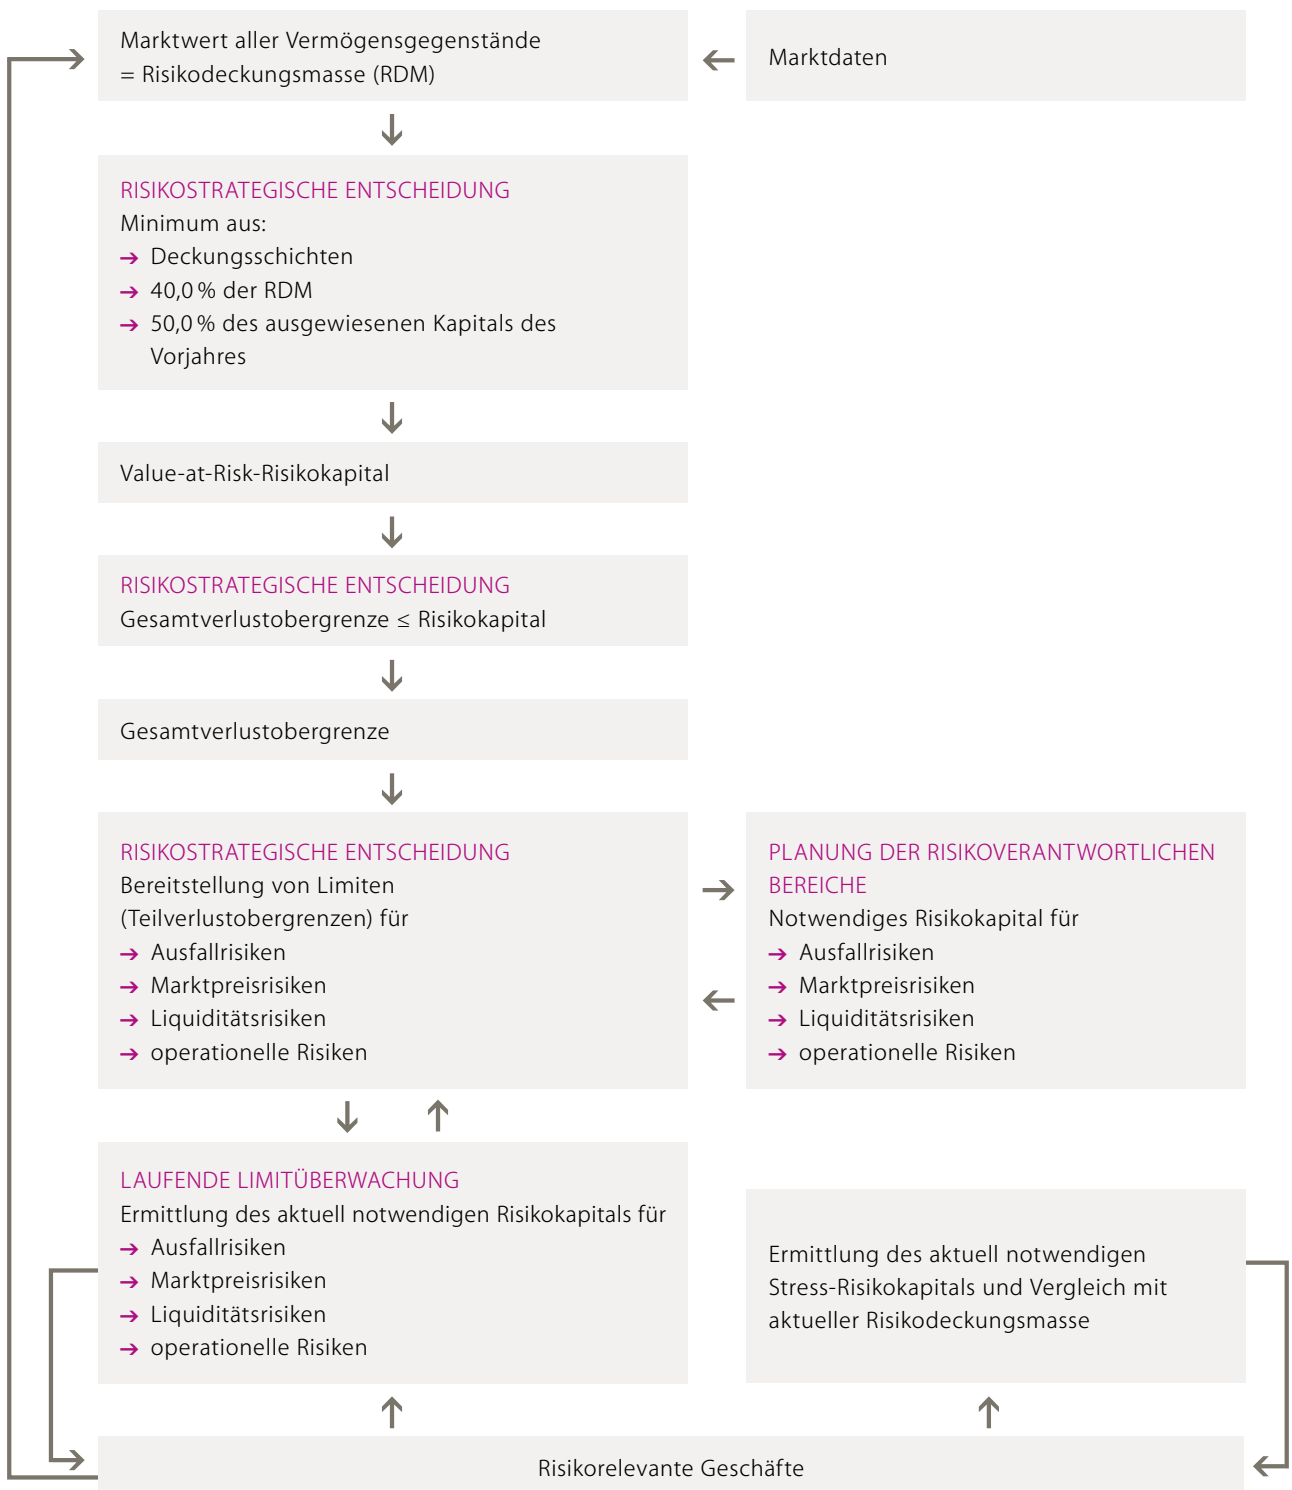 Marktwert aller Vermögensgegenstände
= Risikodeckungsmasse (RDM)
Marktdaten
RISIKOSTRATEGISCHE ENTSCHEIDUNG
Minimum aus:
➔ Deckungsschichten
➔ 40,0 % der RDM
➔ 50,0 % des ausgewiesenen Kapitals des
Vorjahres
Value-at-Risk-Risikokapital
RISIKOSTRATEGISCHE ENTSCHEIDUNG
Gesamtverlustobergrenze ≤ Risikokapital
Gesamtverlustobergrenze
RISIKOSTRATEGISCHE ENTSCHEIDUNG
Bereitstellung von Limiten
(Teilverlustobergrenzen) für
➔ Ausfallrisiken
➔ Marktpreisrisiken
➔ Liquiditätsrisiken
➔ operationelle Risiken
PLANUNG DER RISIKOVERANTWORTLICHEN
BEREICHE
Notwendiges Risikokapital für
➔ Ausfallrisiken
➔ Marktpreisrisiken
➔ Liquiditätsrisiken
➔ operationelle Risiken
LAUFENDE LIMITÜBERWACHUNG
Ermittlung des aktuell notwendigen Risikokapitals für
➔ Ausfallrisiken
➔ Marktpreisrisiken
➔ Liquiditätsrisiken
➔ operationelle Risiken
Ermittlung des aktuell notwendigen
Stress-Risikokapitals und Vergleich mit
aktueller Risikodeckungsmasse
Risikorelevante Geschäfte